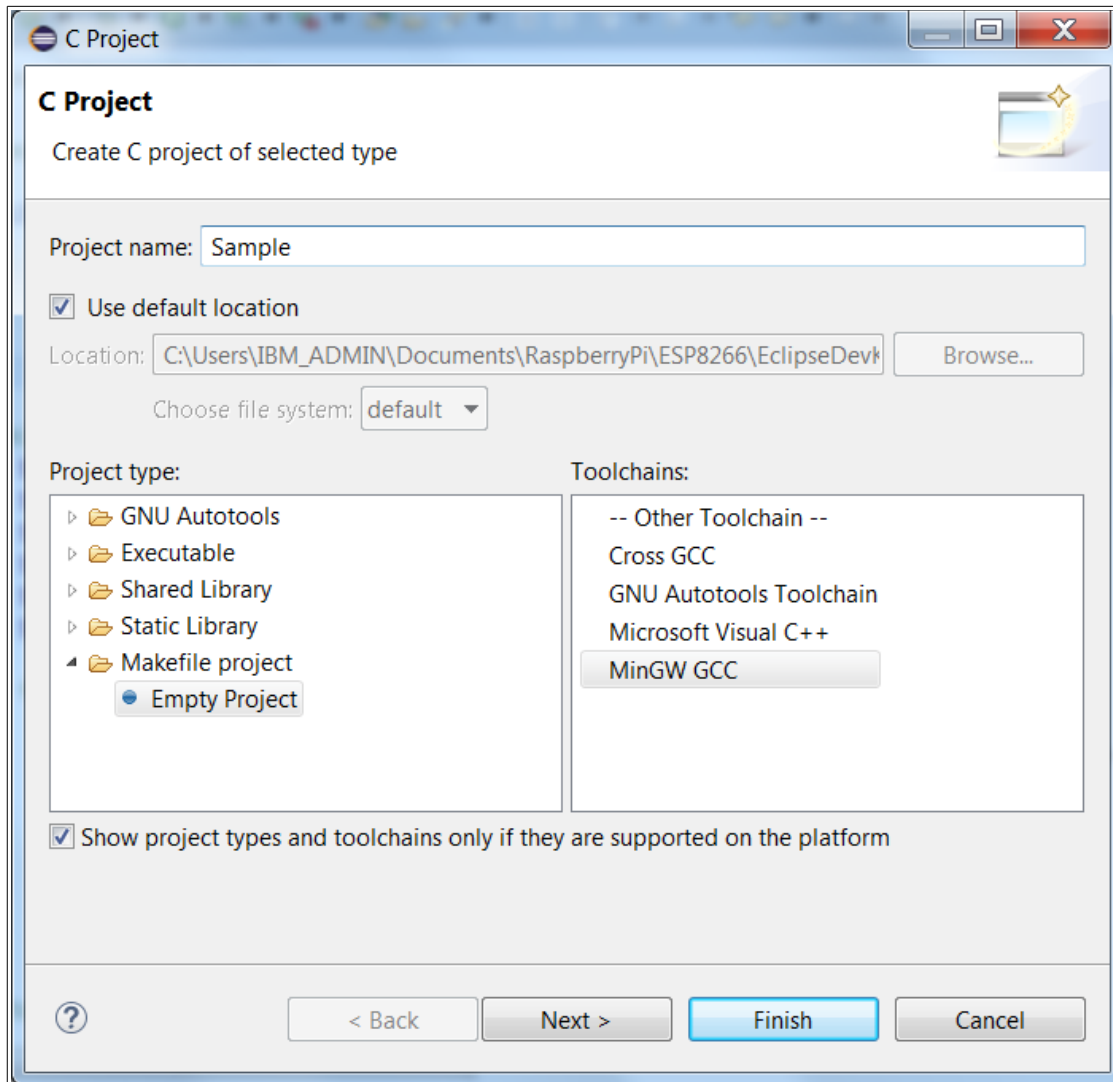 C Project
C Project
Create C project of selected type
Project name: Sample
Use default location
Location: C:\Users\IBM_ADMIN\Documents\RaspberryPi\ESP8266\EclipseDevK Browse...
Choose file system: default
Project type: Toolchains:
GNU Autotools -- Other Toolchain --
Executable Cross GCC
Shared Library GNU Autotools Toolchain
Static Library Microsoft Visual C++
Makefile project MinGW GCC
Empty Project
Show project types and toolchains only if they are supported on the platform
? < Back Next > Finish Cancel